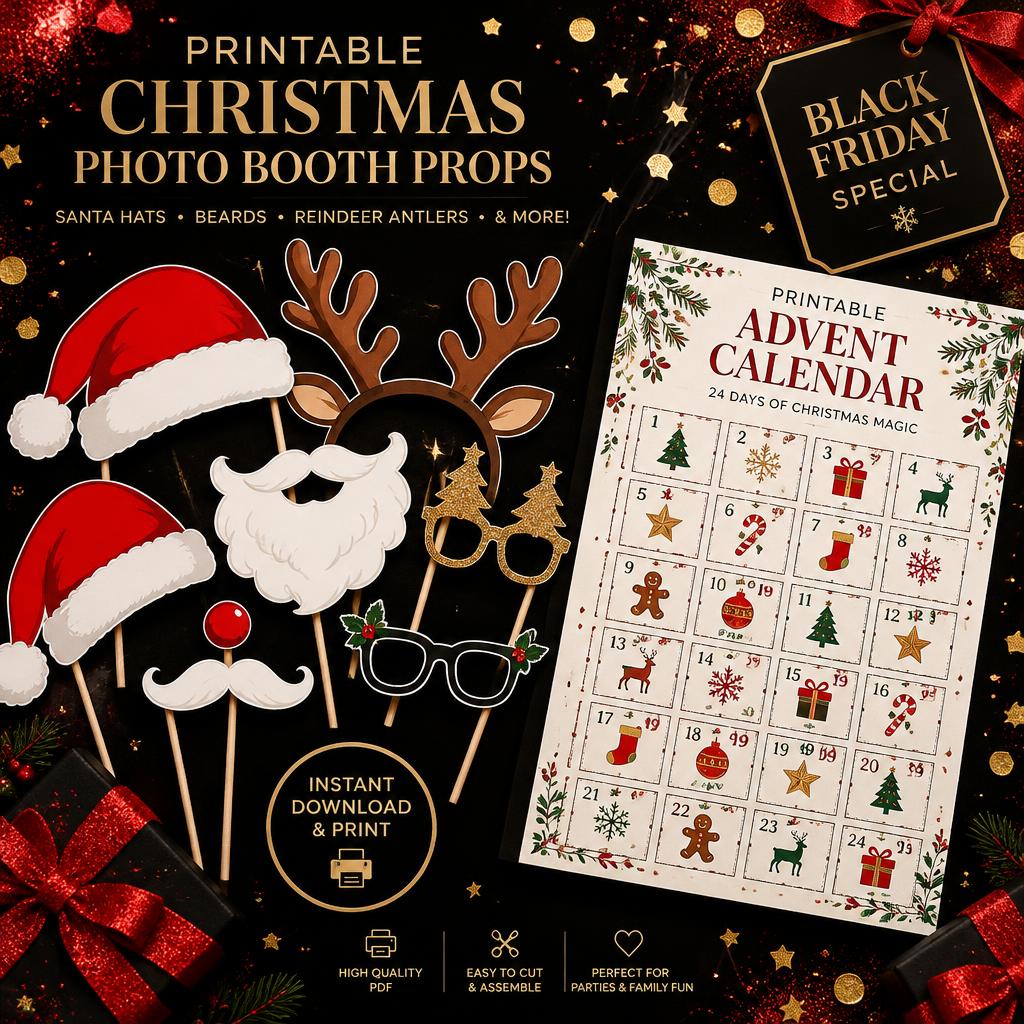 PRINTABLE
CHRISTMAS
PHOTO BOOTH PROPS
SANTA HATS • BEARDS • REINDEER ANTLERS • & MORE!
BLACK
FRIDAY
SPECIAL
PRINTABLE
ADVENT
CALENDAR
24 DAYS OF CHRISTMAS MAGIC
1 2 3 4
5 6 7 8
9 10 11 12
13 14 15 16
17 18 19 20
21 22 23 24
INSTANT
DOWNLOAD
& PRINT
HIGH QUALITY
PDF
EASY TO CUT
& ASSEMBLE
PERFECT FOR
PARTIES & FAMILY FUN